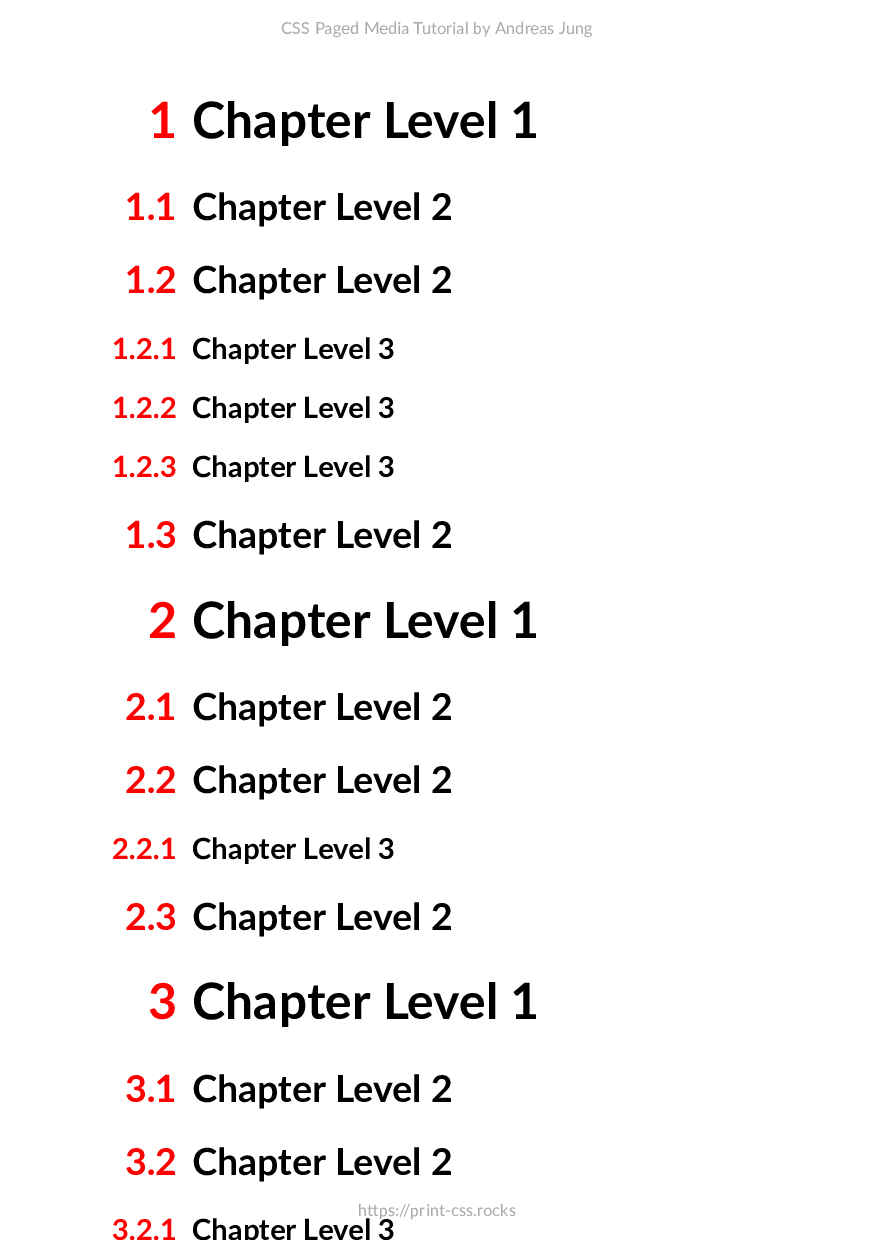 CSS Paged Media Tutorial by Andreas Jung
1 Chapter Level 1
1.1 Chapter Level 2
1.2 Chapter Level 2
1.2.1 Chapter Level 3
1.2.2 Chapter Level 3
1.2.3 Chapter Level 3
1.3 Chapter Level 2
2 Chapter Level 1
2.1 Chapter Level 2
2.2 Chapter Level 2
2.2.1 Chapter Level 3
2.3 Chapter Level 2
3 Chapter Level 1
3.1 Chapter Level 2
3.2 Chapter Level 2
https://print-css.rocks
3.2.1 Chapter Level 3